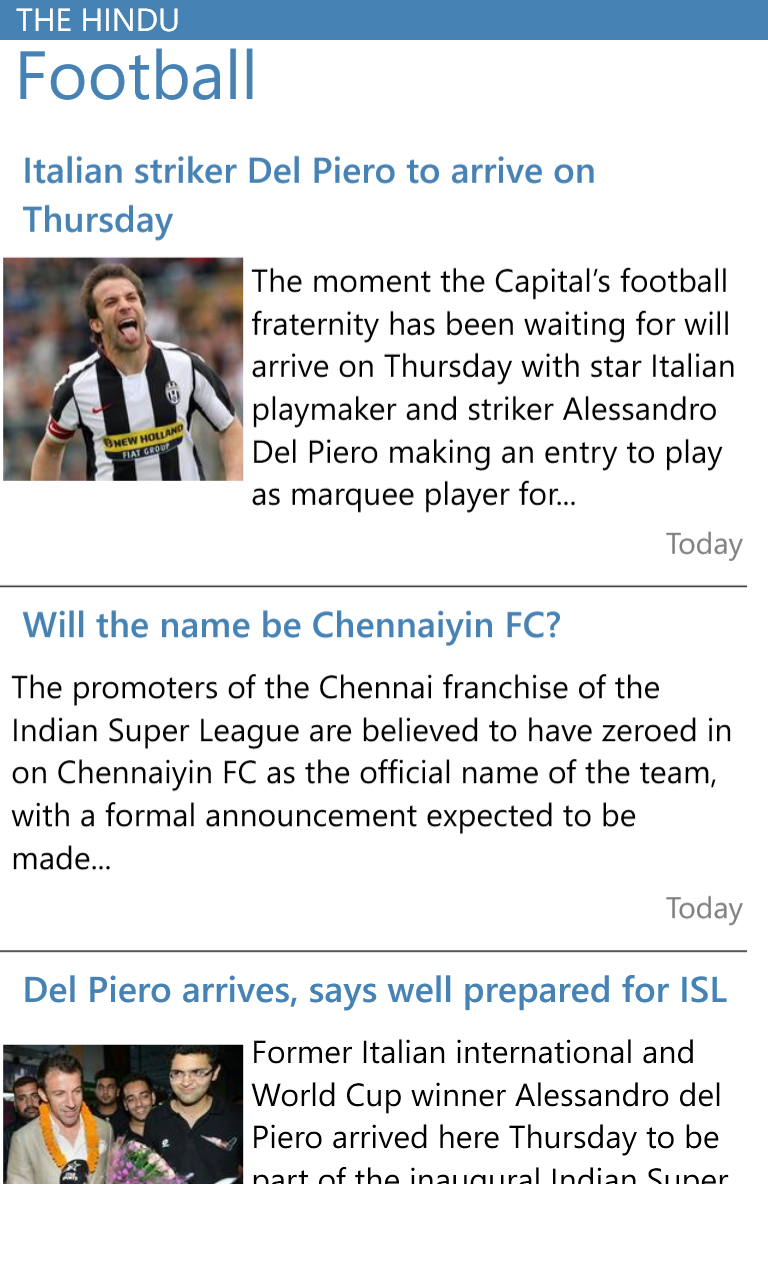 THE HINDU
Football
Italian striker Del Piero to arrive on
Thursday
The moment the Capital’s football
fraternity has been waiting for will
arrive on Thursday with star Italian
playmaker and striker Alessandro
Del Piero making an entry to play
as marquee player for...
NEW HOLLAND
FIAT GROUP
Today
Will the name be Chennaiyin FC?
The promoters of the Chennai franchise of the
Indian Super League are believed to have zeroed in
on Chennaiyin FC as the official name of the team,
with a formal announcement expected to be
made...
Today
Del Piero arrives, says well prepared for ISL
Former Italian international and
World Cup winner Alessandro del
Piero arrived here Thursday to be
part of the inaugural Indian Super